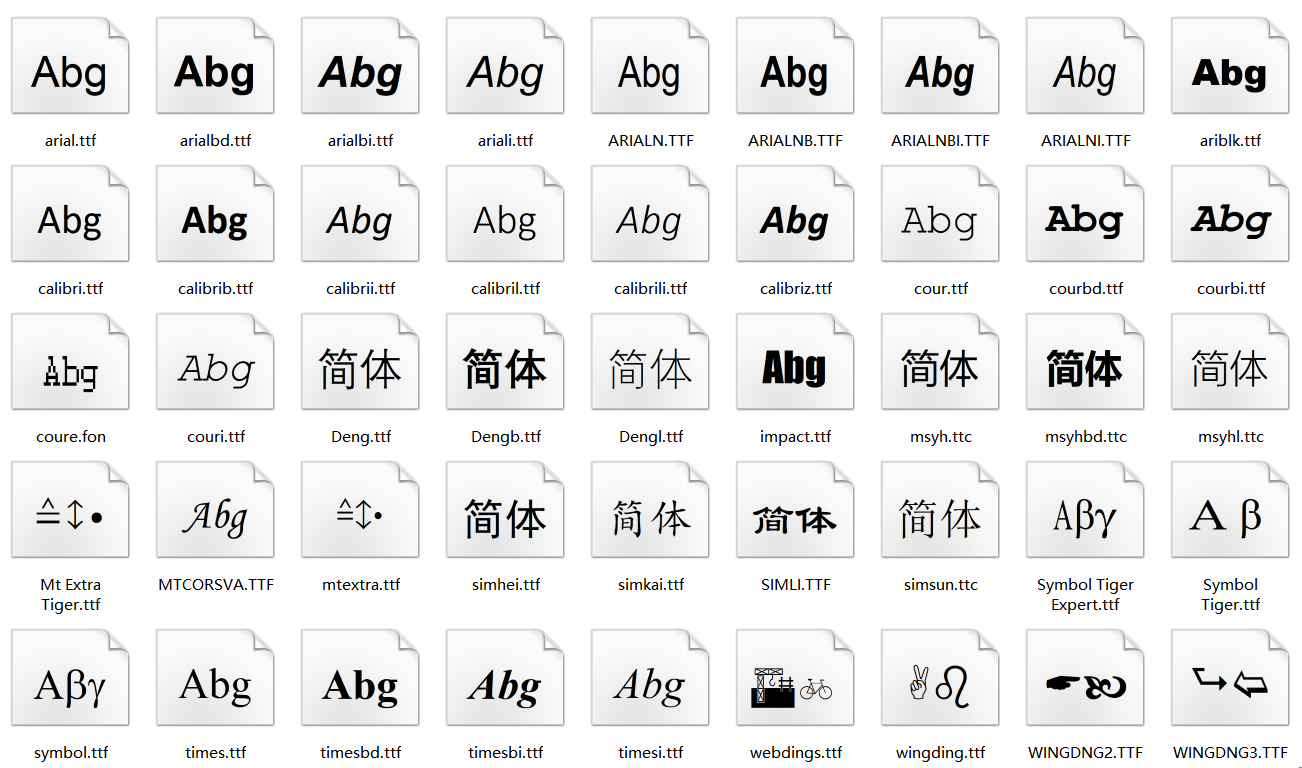 Abg Abg Abg Abg Abg Abg Abg Abg Abg
arial.ttf arialbd.ttf arialbi.ttf ariali.ttf ARIALN.TTF ARIALNB.TTF ARIALNBI.TTF ARIALNI.TTF ariblk.ttf
Abg Abg Abg Abg Abg Abg Abg Abg Abg
calibri.ttf calibrib.ttf calibrii.ttf calibril.ttf calibrili.ttf calibriz.ttf cour.ttf courbd.ttf courbi.ttf
Abg Abg 简体 简体 简体 Abg 简体 简体 简体
coure.fon couri.ttf Deng.ttf Dengb.ttf Dengl.ttf impact.ttf msyh.ttc msyhbd.ttc msyhl.ttc
≙↕• Abg ≙↕• 简体 简体 简体 简体 Αβγ Α β
Mt Extra MTCORSVA.TTF mtextra.ttf simhei.ttf simkai.ttf SIMLI.TTF simsun.ttc Symbol Tiger Symbol
Tiger.ttf Expert.ttf Tiger.ttf
Αβγ Abg Abg Abg Abg
symbol.ttf times.ttf timesbd.ttf timesbi.ttf timesi.ttf webdings.ttf wingding.ttf WINGDNG2.TTF WINGDNG3.TTF